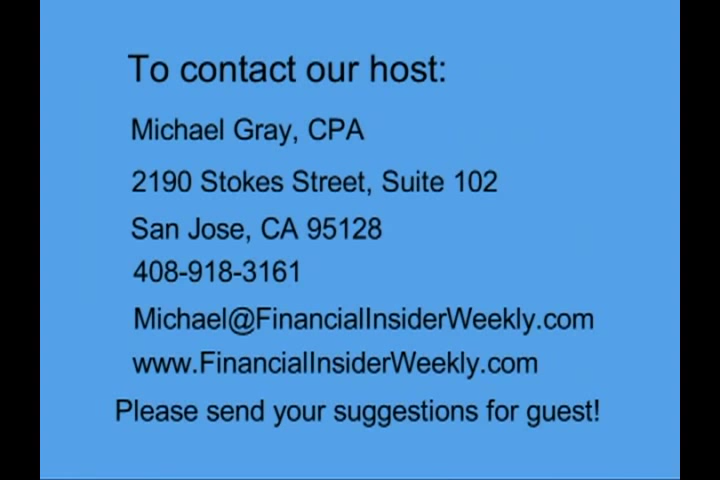 To contact our host:
Michael Gray, CPA
2190 Stokes Street, Suite 102
San Jose, CA 95128
408-918-3161
Michael@FinancialInsiderWeekly.com
www.FinancialInsiderWeekly.com
Please send your suggestions for guest!